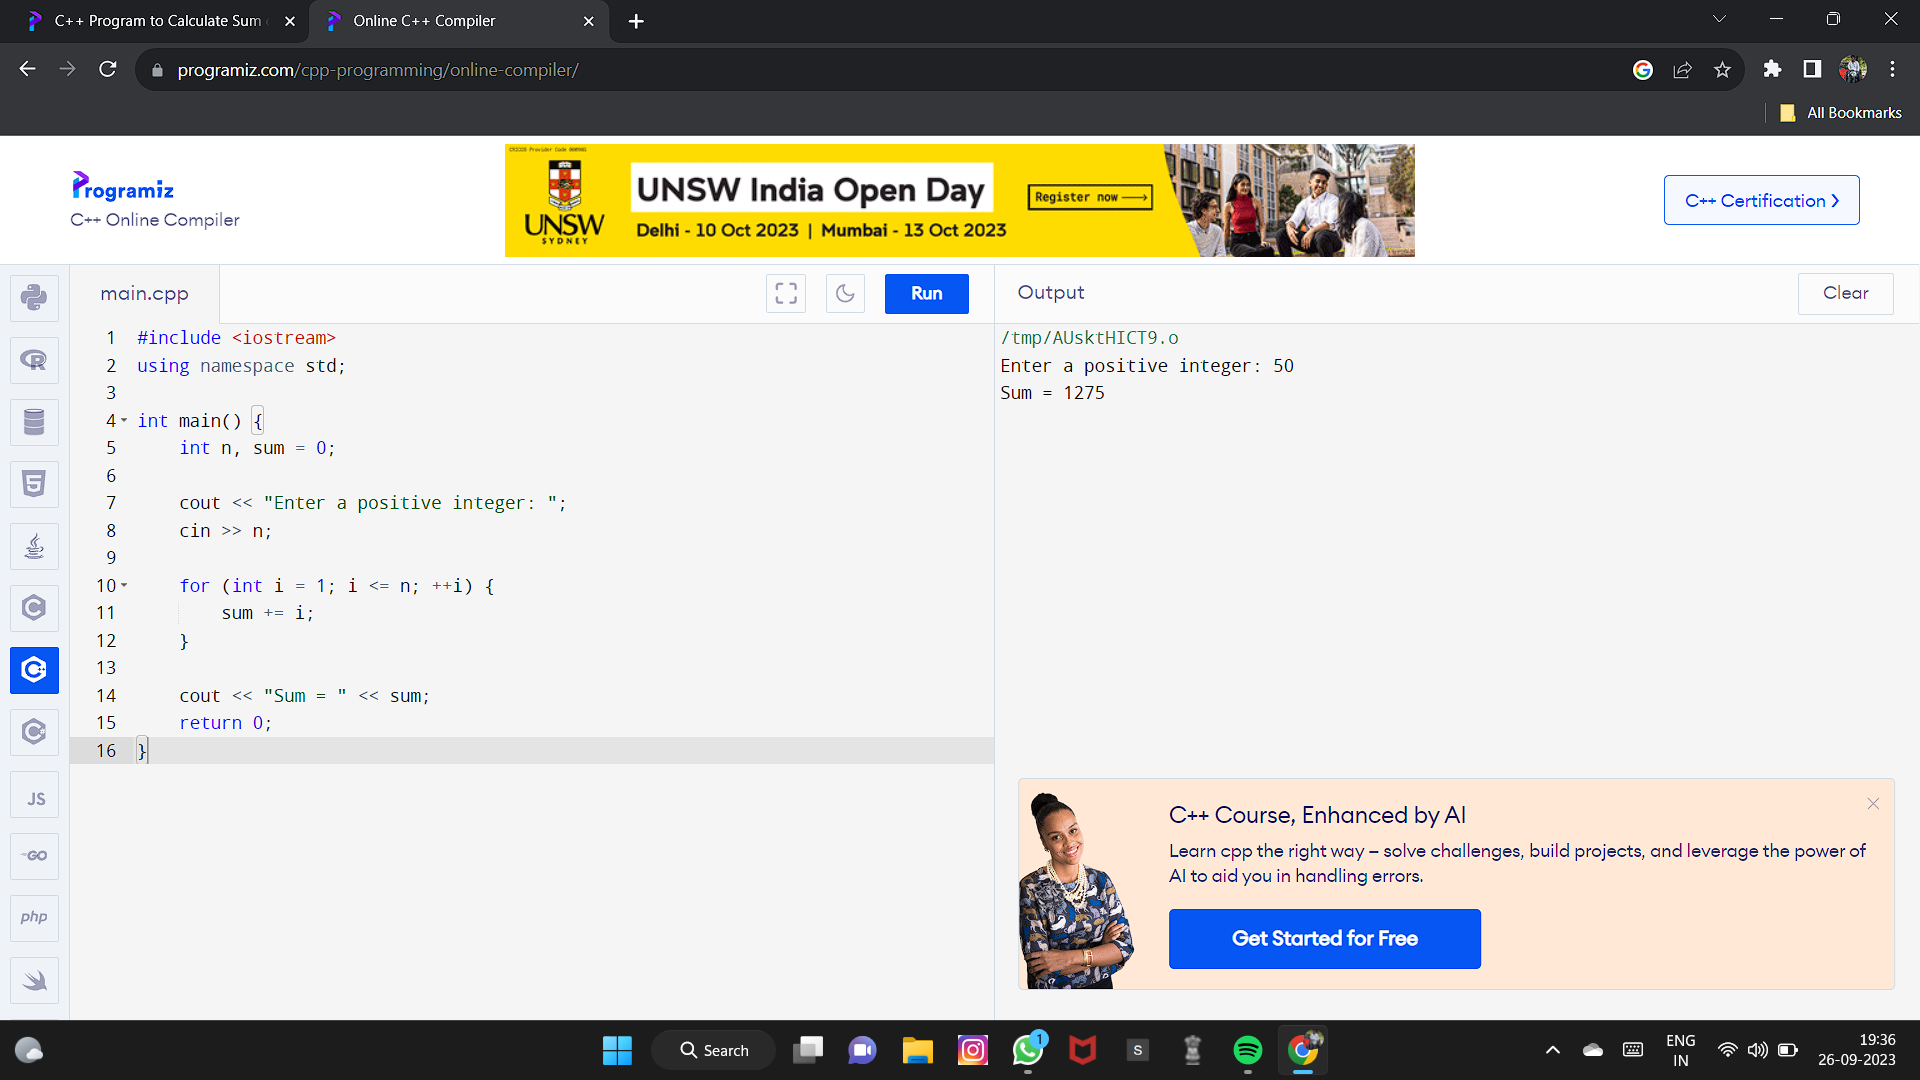 C++ Program to Calculate Sum
Online C++ Compiler
programiz.com/cpp-programming/online-compiler/
All Bookmarks
Programiz
C++ Online Compiler
CRICOS Provider Code 00098G
UNSW
SYDNEY
UNSW India Open Day
Delhi - 10 Oct 2023 | Mumbai - 13 Oct 2023
Register now
C++ Certification
main.cpp
Run
Output
Clear
1 #include <iostream>
2 using namespace std;
3
4 int main() {
5     int n, sum = 0;
6
7     cout << "Enter a positive integer: ";
8     cin >> n;
9
10     for (int i = 1; i <= n; ++i) {
11         sum += i;
12     }
13
14     cout << "Sum = " << sum;
15     return 0;
16 }
/tmp/AUsktHICT9.o
Enter a positive integer: 50
Sum = 1275
JS
GO
php
C++ Course, Enhanced by AI
Learn cpp the right way – solve challenges, build projects, and leverage the power of
AI to aid you in handling errors.
Get Started for Free
Search
1
S
ENG
IN
19:36
26-09-2023